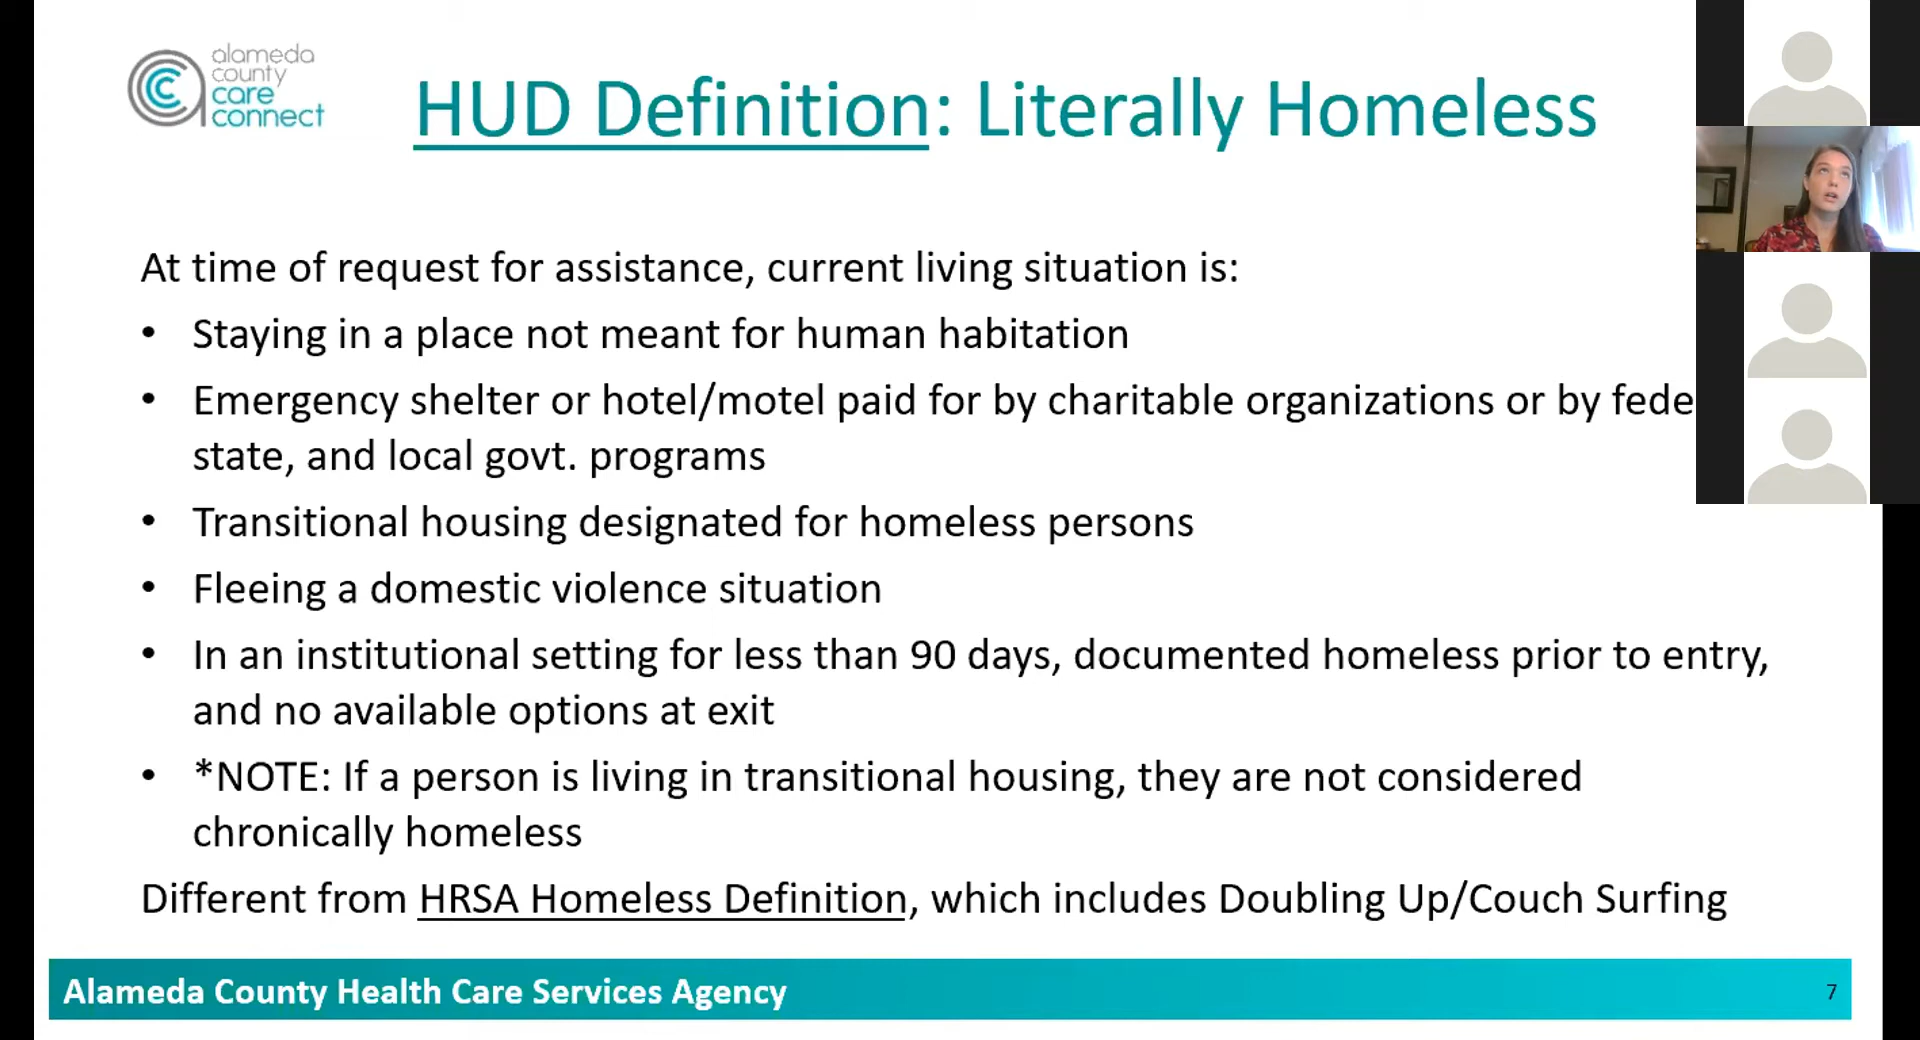 alameda
county
care
connect
HUD Definition: Literally Homeless
At time of request for assistance, current living situation is:
• Staying in a place not meant for human habitation
• Emergency shelter or hotel/motel paid for by charitable organizations or by fede
state, and local govt. programs
• Transitional housing designated for homeless persons
• Fleeing a domestic violence situation
• In an institutional setting for less than 90 days, documented homeless prior to entry,
and no available options at exit
• *NOTE: If a person is living in transitional housing, they are not considered
chronically homeless
Different from HRSA Homeless Definition, which includes Doubling Up/Couch Surfing
Alameda County Health Care Services Agency
7